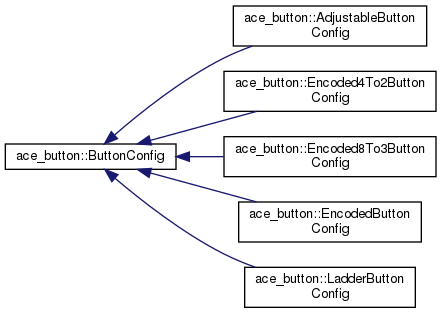 ace_button::AdjustableButton
Config
ace_button::Encoded4To2Button
Config
ace_button::ButtonConfig
ace_button::Encoded8To3Button
Config
ace_button::EncodedButton
Config
ace_button::LadderButton
Config